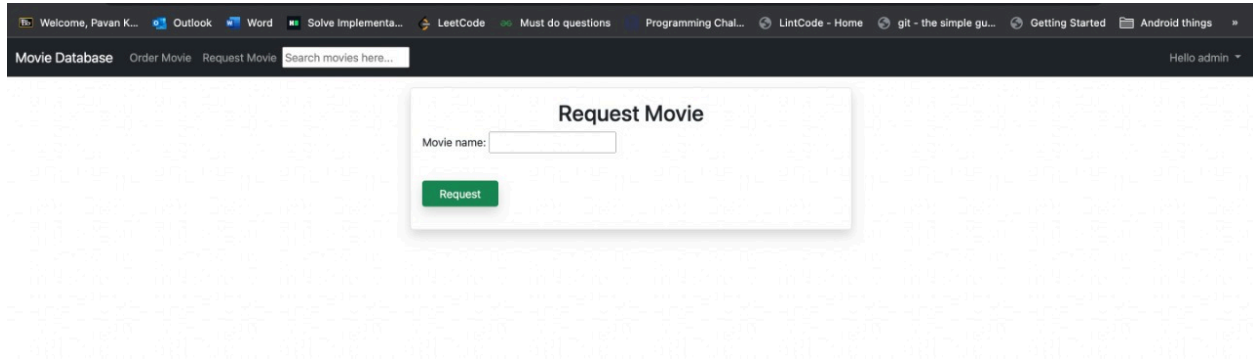 Welcome, Pavan K... Outlook Word Solve Implementa... LeetCode Must do questions Programming Chal... LintCode - Home git - the simple gu... Getting Started Android things »
Movie Database Order Movie Request Movie Search movies here... Hello admin
Request Movie
Movie name:
Request